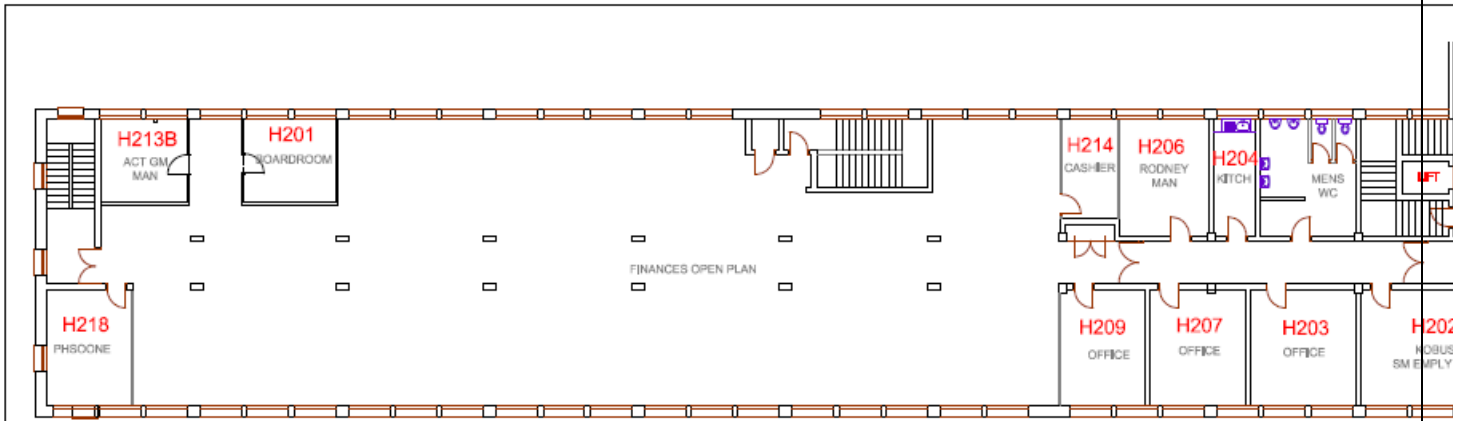 H213B
ACT GM
MAN
H201
BOARDROOM
H214
CASHIER
H206
RODNEY
MAN
H204
KITCH
MENS
WC
LIFT
FINANCES OPEN PLAN
H218
PHSOONE
H209
OFFICE
H207
OFFICE
H203
OFFICE
H202
KOBUS
SM EMPLY